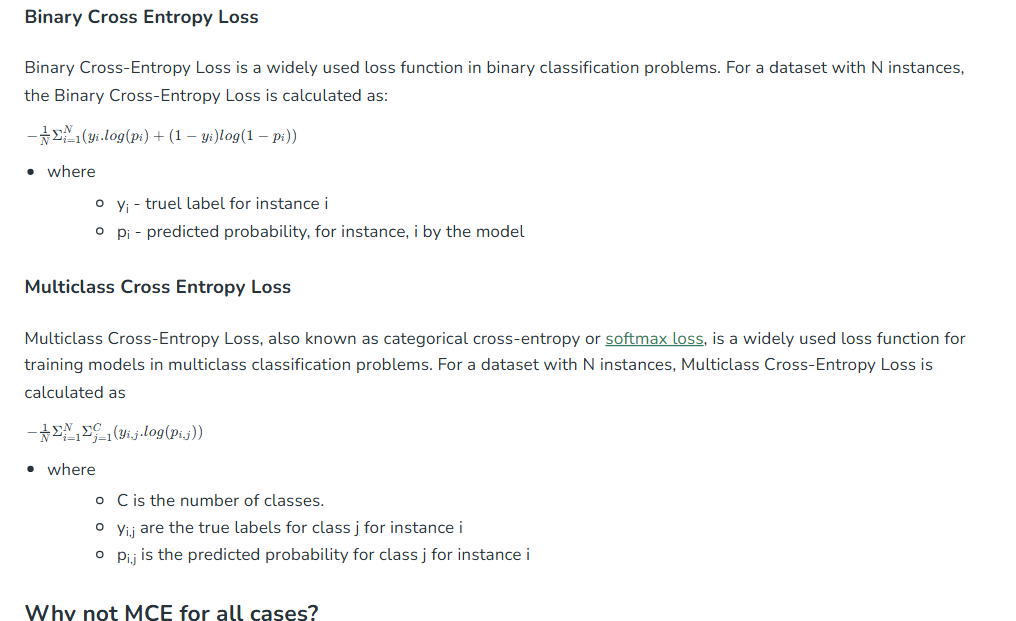 Binary Cross Entropy Loss
Binary Cross-Entropy Loss is a widely used loss function in binary classification problems. For a dataset with N instances,
the Binary Cross-Entropy Loss is calculated as:
−\frac{1}{N}Σ_{i=1}^{N}(y_i.log(p_i) + (1 − y_i)log(1 − p_i))
• where
◦ y_i - truel label for instance i
◦ p_i - predicted probability, for instance, i by the model
Multiclass Cross Entropy Loss
Multiclass Cross-Entropy Loss, also known as categorical cross-entropy or softmax loss, is a widely used loss function for
training models in multiclass classification problems. For a dataset with N instances, Multiclass Cross-Entropy Loss is
calculated as
−\frac{1}{N}Σ_{i=1}^{N}Σ_{j=1}^{C}(y_{i,j}.log(p_{i,j}))
• where
◦ C is the number of classes.
◦ y_{i,j} are the true labels for class j for instance i
◦ p_{i,j} is the predicted probability for class j for instance i
Why not MCE for all cases?